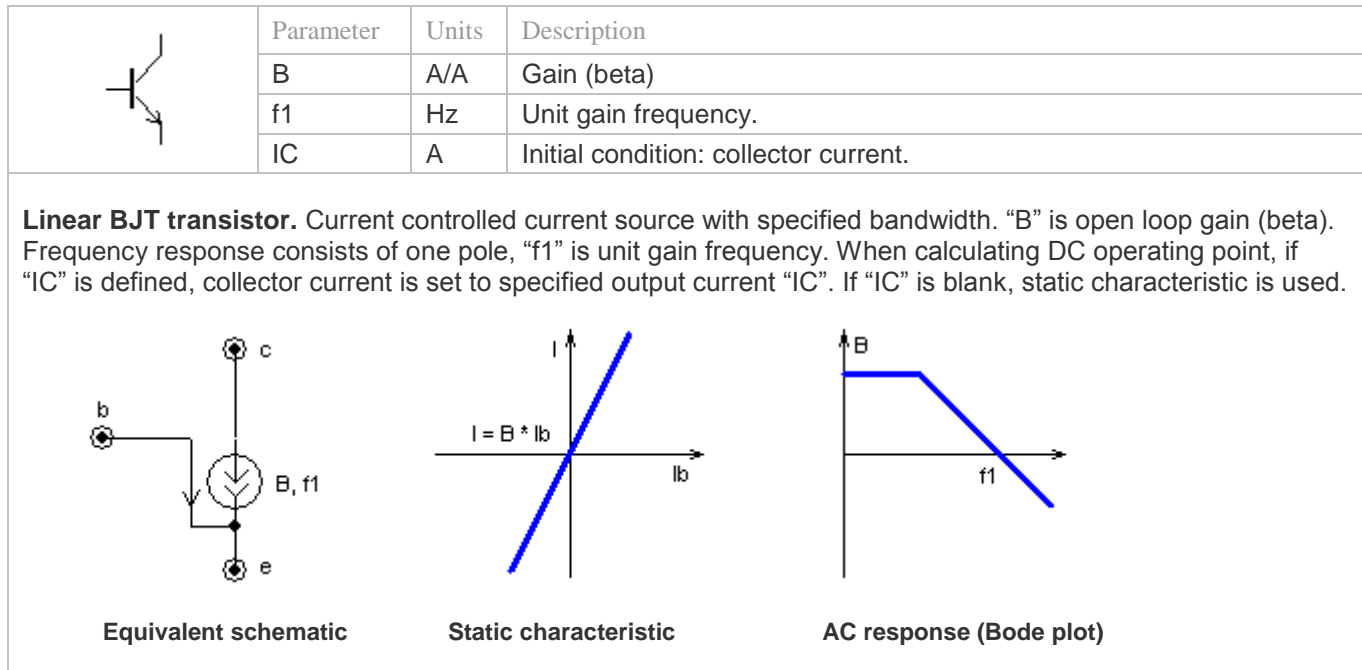 Parameter Units Description
B A/A Gain (beta)
f1 Hz Unit gain frequency.
IC A Initial condition: collector current.
Linear BJT transistor. Current controlled current source with specified bandwidth. “B” is open loop gain (beta).
Frequency response consists of one pole, “f1” is unit gain frequency. When calculating DC operating point, if
“IC” is defined, collector current is set to specified output current “IC”. If “IC” is blank, static characteristic is used.
c
b
B, f1
e
I
I = B * Ib
Ib
B
f1
Equivalent schematic
Static characteristic
AC response (Bode plot)